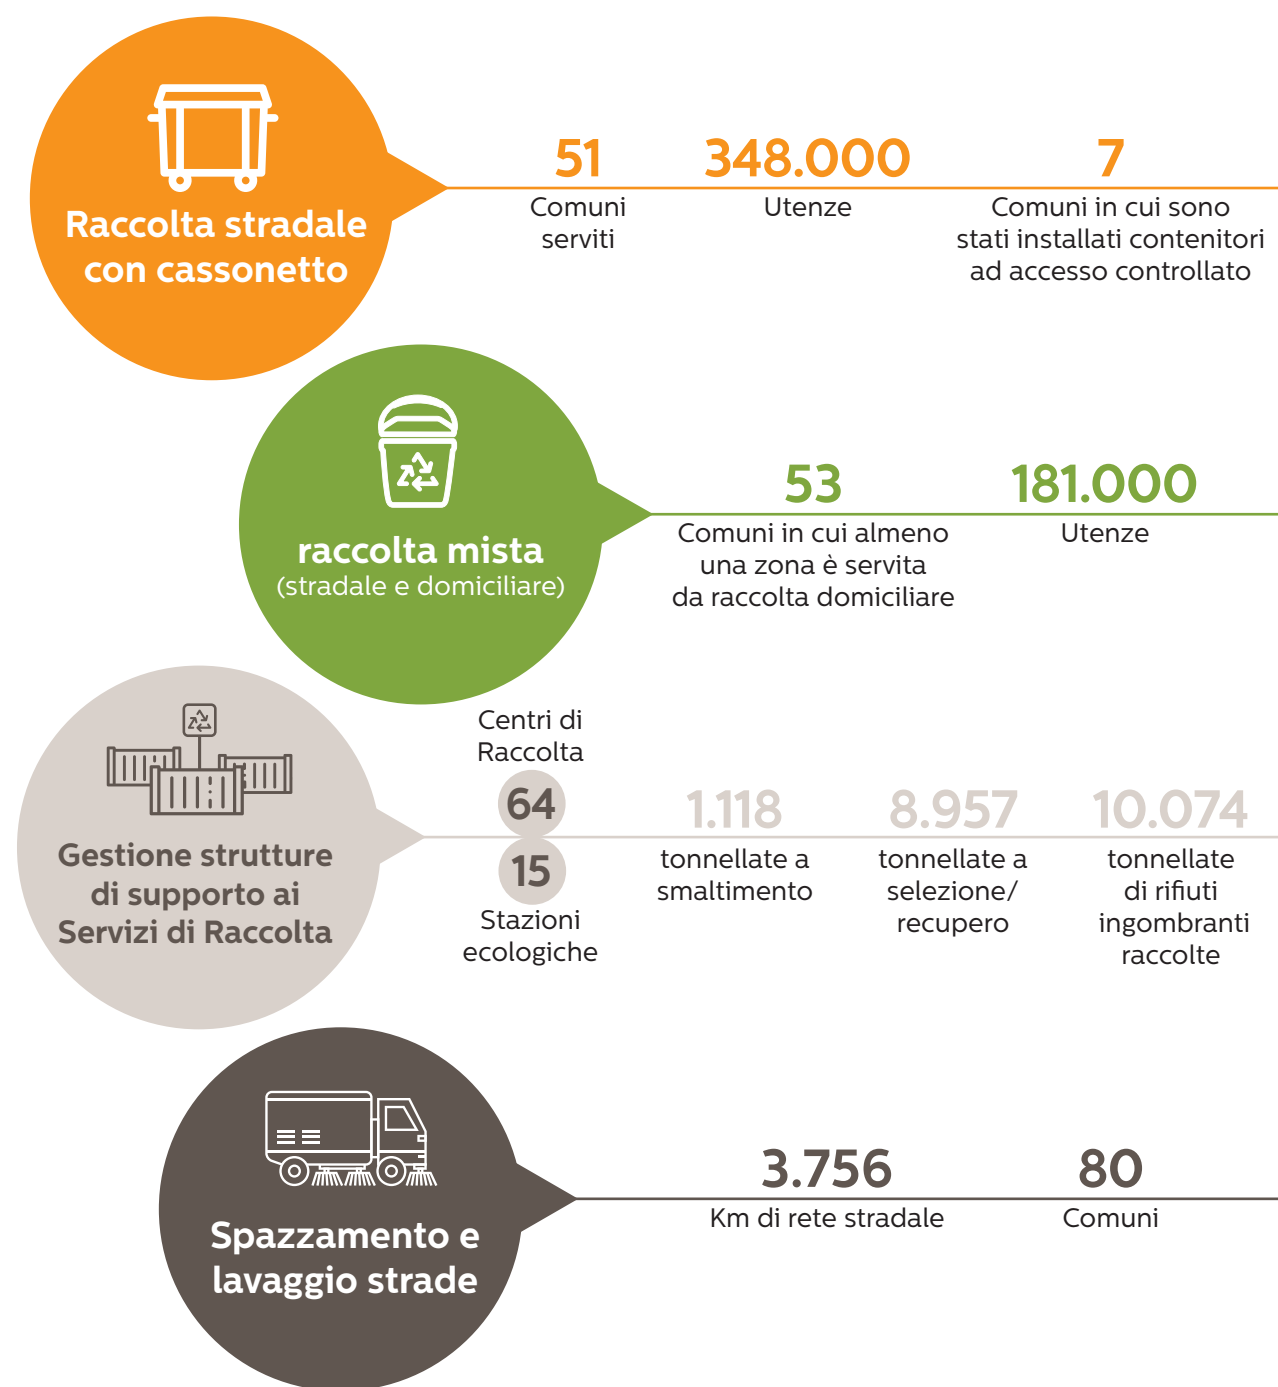 Raccolta stradale
con cassonetto
51
Comuni
serviti
348.000
Utenze
7
Comuni in cui sono
stati installati contenitori
ad accesso controllato
raccolta mista
(stradale e domiciliare)
53
Comuni in cui almeno
una zona è servita
da raccolta domiciliare
181.000
Utenze
Gestione strutture
di supporto ai
Servizi di Raccolta
Centri di
Raccolta
64
15
Stazioni
ecologiche
1.118
tonnellate a
smaltimento
8.957
tonnellate a
selezione/
recupero
10.074
tonnellate
di rifiuti
ingombranti
raccolte
Spazzamento e
lavaggio strade
3.756
Km di rete stradale
80
Comuni